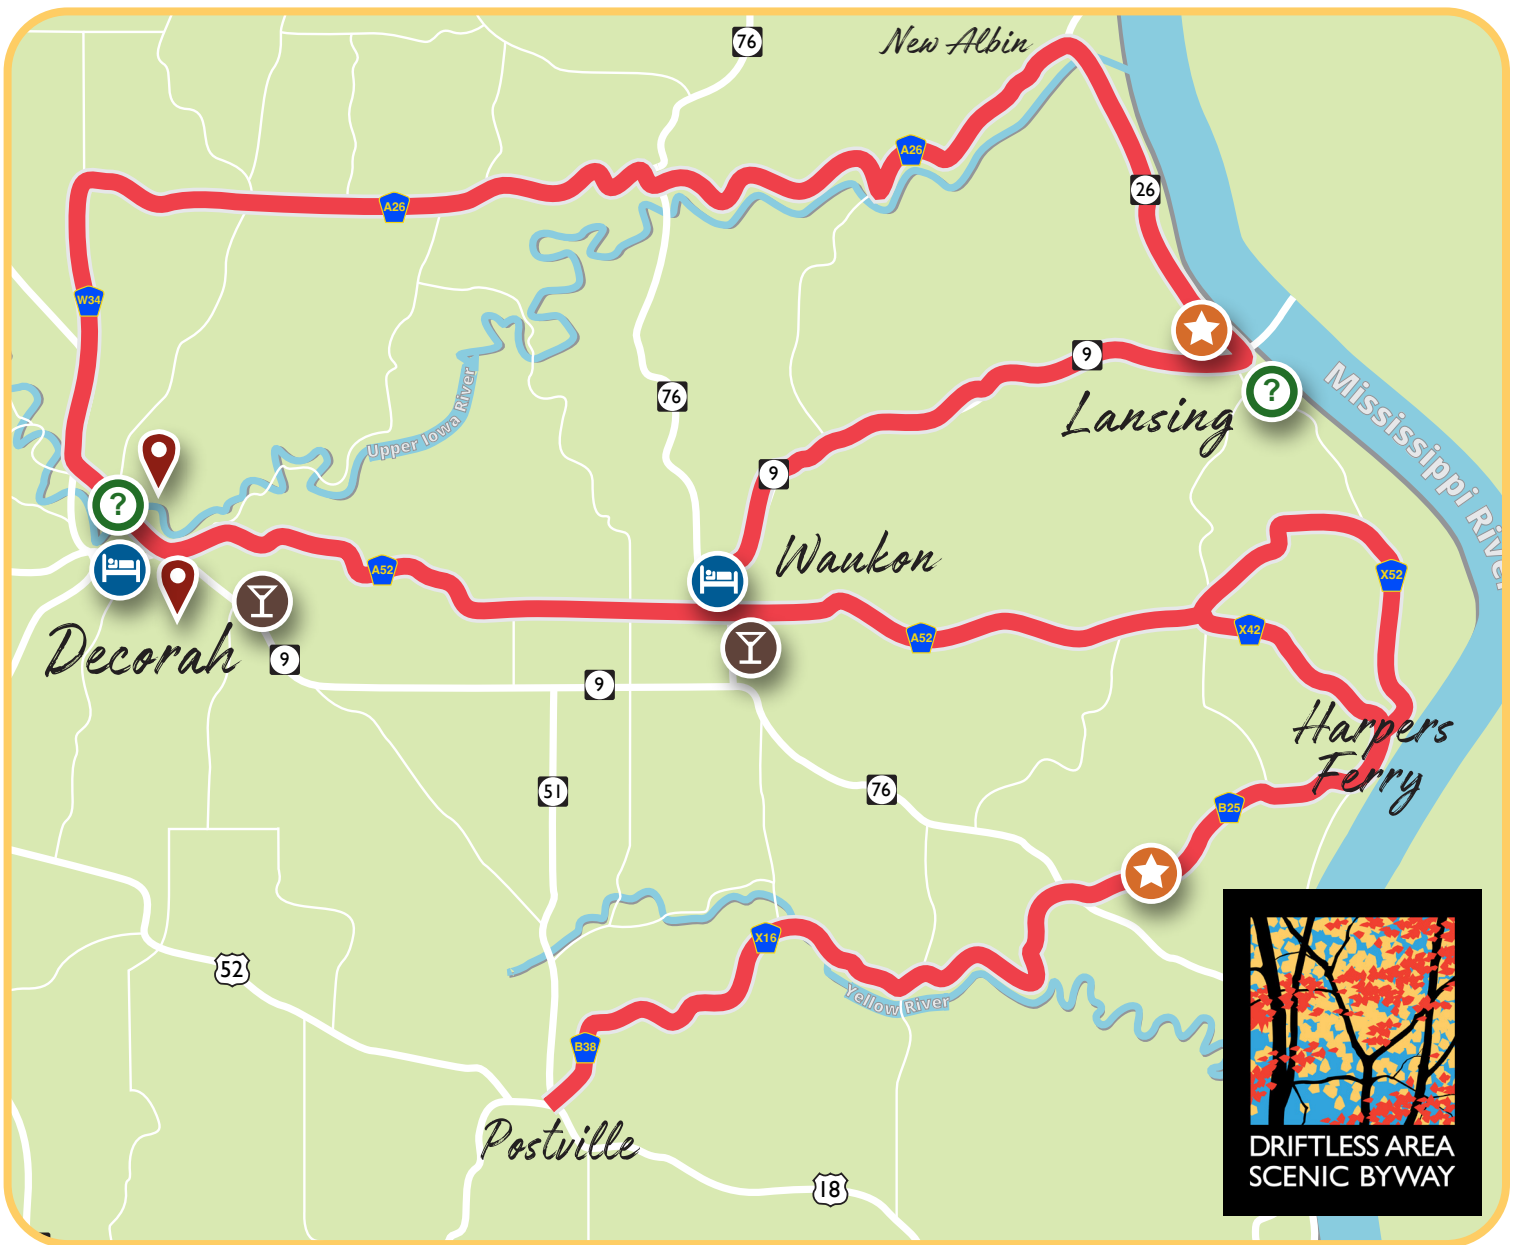 76
New Albin
A26
26
A26
W34
9
76
Lansing
?
Mississippi River
Upper Iowa River
9
?
Waukon
A52
X52
Decorah
9
9
A52
X42
Harpers
Ferry
51
76
B25
X16
52
Yellow River
B38
Postville
18
DRIFTLESS AREA
SCENIC BYWAY